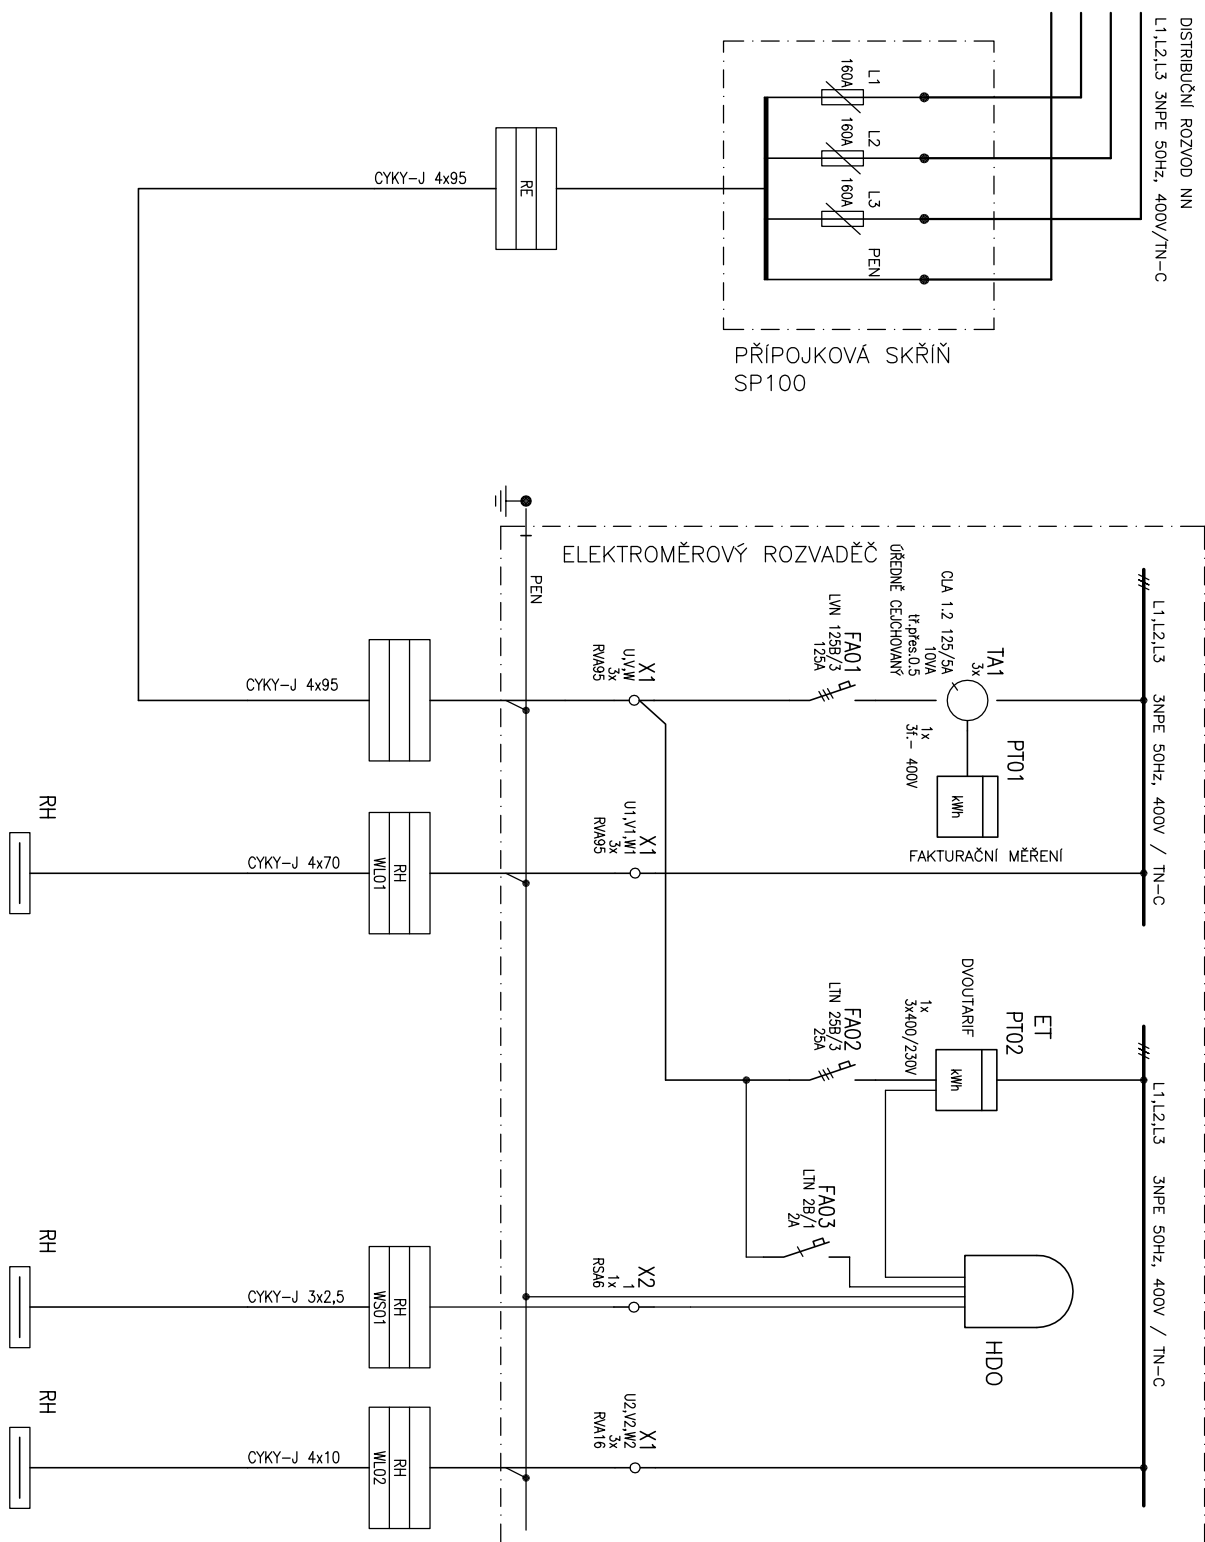 DISTRIBUČNÍ ROZVOD NN
L1,L2,L3 3NPE 50Hz, 400V/TN-C
L1
160A
L2
160A
L3
160A
PEN
PŘÍPOJKOVÁ SKŘÍŇ
SP100
RE
CYKY-J 4x95
ELEKTROMĚROVÝ ROZVADĚČ
PEN
L1,L2,L3 3NPE 50Hz, 400V / TN-C
TA1
3x
CLA 1.2 125/5A
10VA
tř.přes.0.5
ÚŘEDNĚ CEJCHOVANÝ
PT01
kWh
1x
3f.- 400V
FAKTURAČNÍ MĚŘENÍ
FA01
LVN 125B/3
125A
X1
U,V,W
3x
RVA95
CYKY-J 4x95
X1
U1,V1,W1
3x
RVA95
RH
WL01
CYKY-J 4x70
RH
L1,L2,L3 3NPE 50Hz, 400V / TN-C
ET
PT02
kWh
DVOUTARIF
1x
3x400/230V
FA02
LTN 25B/3
25A
FA03
LTN 2B/1
2A
HDO
X2
1
1x
RSA6
RH
WS01
CYKY-J 3x2,5
RH
X1
U2,V2,W2
3x
RVA16
RH
WL02
CYKY-J 4x10
RH